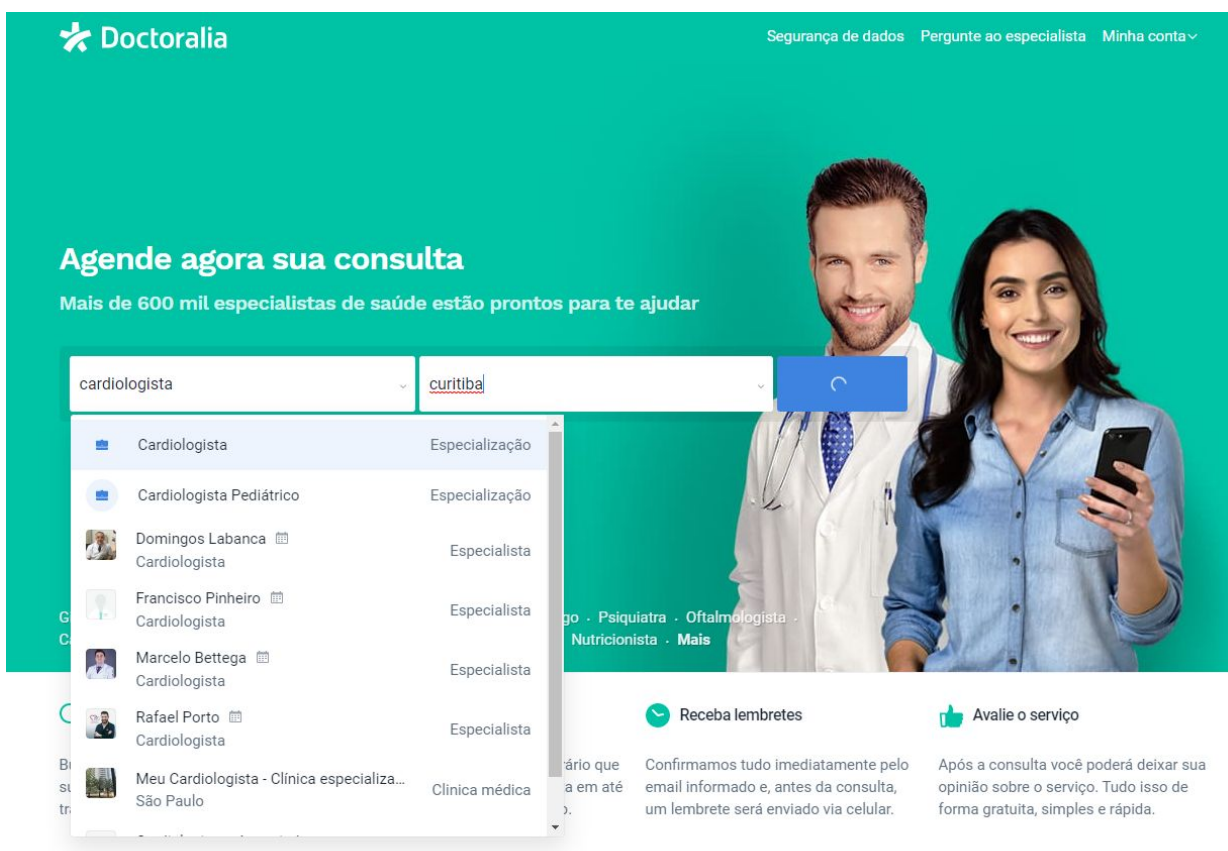 Doctoralia
Segurança de dados Pergunte ao especialista Minha conta
Agende agora sua consulta
Mais de 600 mil especialistas de saúde estão prontos para te ajudar
cardiologista curitiba
Cardiologista Especialização
Cardiologista Pediátrico Especialização
Domingos Labanca
Cardiologista Especialista
Francisco Pinheiro
Cardiologista Especialista
go · Psiquiatra · Oftalmologista ·
Nutricionista · Mais
Marcelo Bettega
Cardiologista Especialista
Rafael Porto
Cardiologista Especialista
Meu Cardiologista - Clínica especializa...
São Paulo Clinica médica
que
a em até
Receba lembretes
Confirmamos tudo imediatamente pelo
email informado e, antes da consulta,
um lembrete será enviado via celular.
Avalie o serviço
Após a consulta você poderá deixar sua
opinião sobre o serviço. Tudo isso de
forma gratuita, simples e rápida.